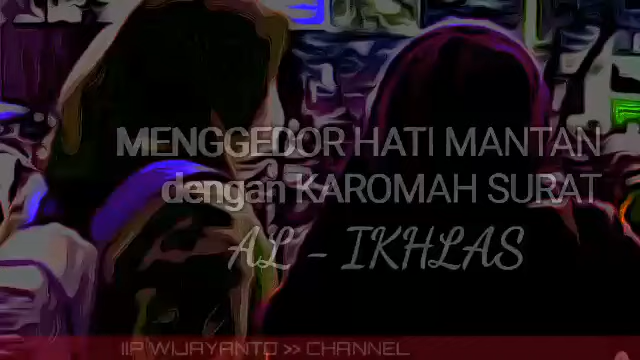 MENGGEDOR HATI MANTAN
dengan KAROMAH SURAT
AL - IKHLAS
IIP WIJAYANTO >> CHANNEL